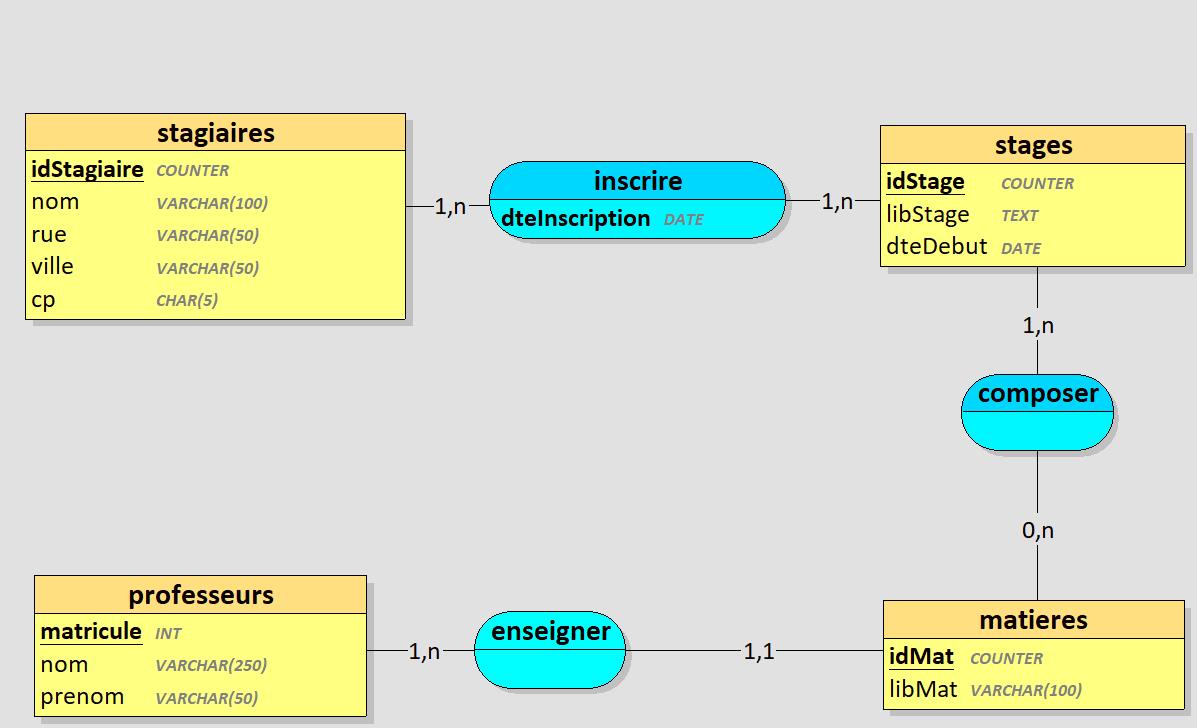 stagiaires
idStagiaire COUNTER
nom VARCHAR(100)
rue VARCHAR(50)
ville VARCHAR(50)
cp CHAR(5)
1,n
inscrire
dteInscription DATE
1,n
stages
idStage COUNTER
libStage TEXT
dteDebut DATE
1,n
composer
0,n
professeurs
matricule INT
nom VARCHAR(250)
prenom VARCHAR(50)
1,n
enseigner
1,1
matieres
idMat COUNTER
libMat VARCHAR(100)